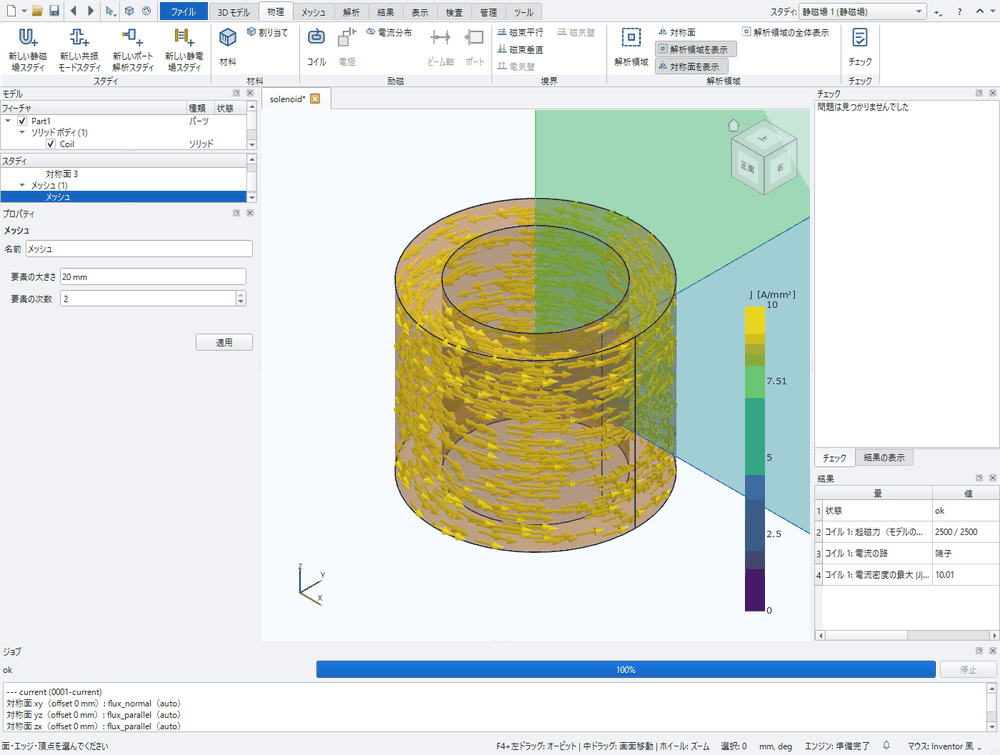 スタディ: 静磁場 1 (静磁場)
ファイル 3Dモデル 物理 メッシュ 解析 結果 表示 検査 管理 ツール
新しい静磁場スタディ
新しい共振モードスタディ
新しいポート解析スタディ
新しい静電場スタディ
スタディ
材料
割り当て
材料
コイル
電極
電流分布
ビーム軸
ポート
励磁
磁束平行
磁束垂直
電気壁
磁気壁
境界
解析領域
対称面
解析領域を表示
対称面を表示
解析領域の全体表示
解析領域
チェック
チェック
モデル
フィーチャ 種類 状態
Part1 パーツ
ソリッド ボディ (1)
Coil ソリッド
スタディ
対称面 3
メッシュ (1)
メッシュ
プロパティ
メッシュ
名前 メッシュ
要素の大きさ 20 mm
要素の次数 2
適用
solenoid*
上
正面
右
J [A/mm²]
10
7.51
5
2.5
0
Z
Y
X
チェック
問題は見つかりませんでした
チェック 結果の表示
結果
量 値
1 状態 ok
2 コイル 1: 起磁力（モデルの... 2500 / 2500
3 コイル 1: 電流の路 端子
4 コイル 1: 電流密度の最大 |J|... 10.01
ジョブ
ok
100%
停止
--- current (0001-current)
対称面 xy（offset 0 mm）: flux_normal（auto）
対称面 yz（offset 0 mm）: flux_parallel（auto）
対称面 zx（offset 0 mm）: flux_parallel（auto）
面・エッジ・頂点を選んでください
F4+左ドラッグ: オービット | 中ドラッグ: 画面移動 | ホイール: ズーム 選択: 0 mm, deg エンジン: 準備完了 マウス: Inventor 風